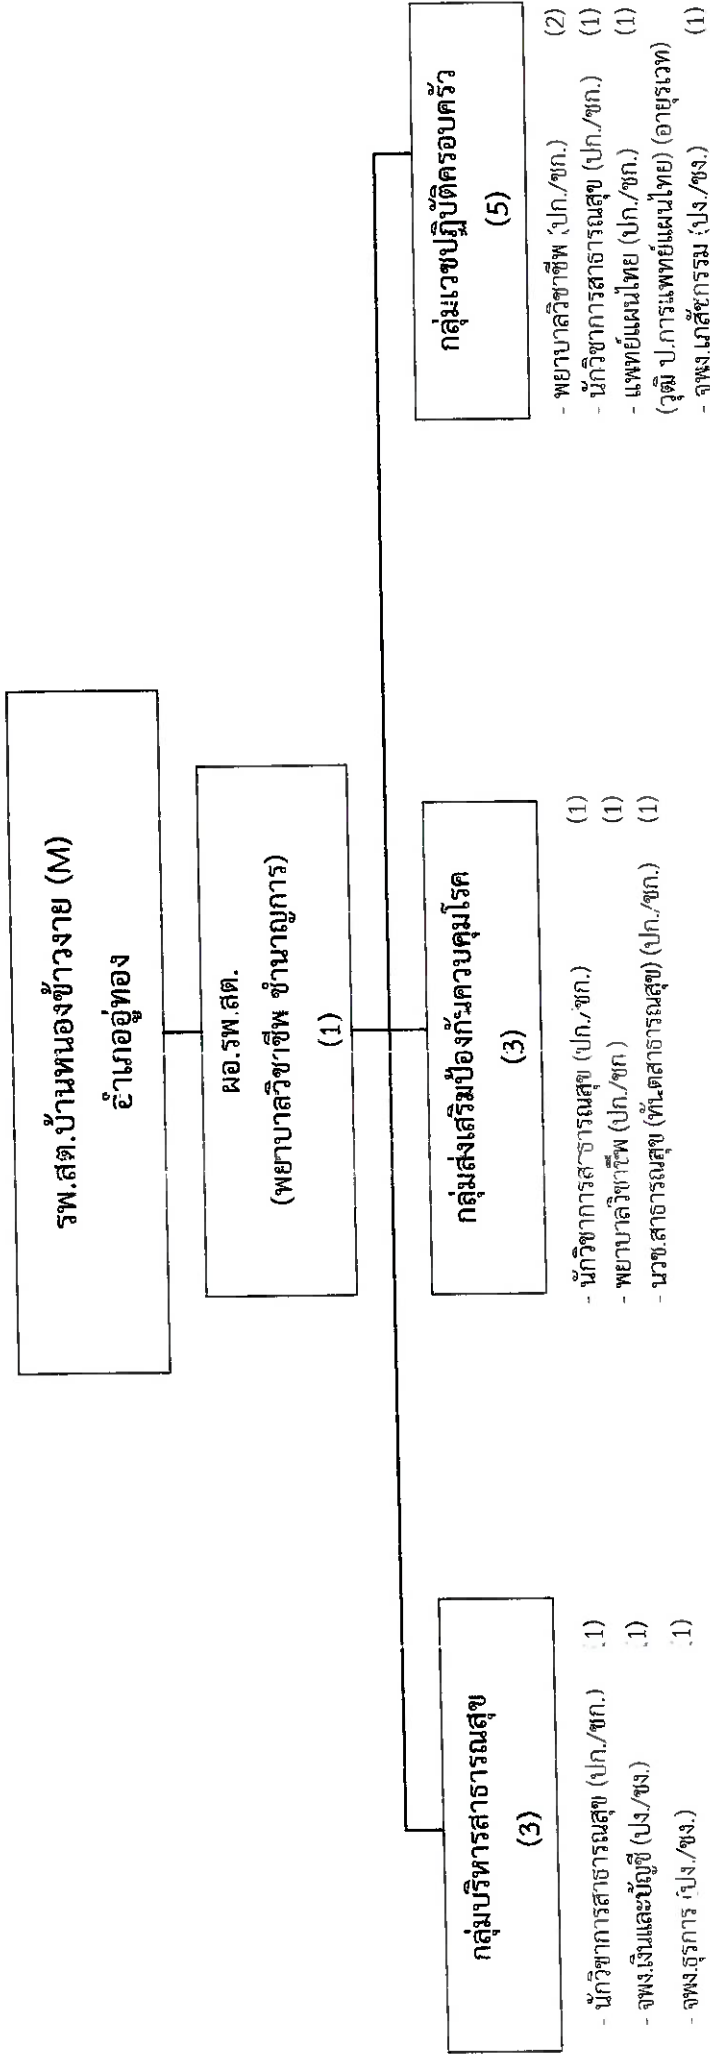 รพ.สต.บ้านหนองข้าวงาย (M)
อำเภออู่ทอง
ผอ.รพ.สต.
(พยาบาลวิชาชีพ ชำนาญการ)
(1)
กลุ่มบริหารสาธารณสุข
(3)
- นักวิชาการสาธารณสุข (ปก./ชก.) (1)
- จพง.เงินและบัญชี (ปง./ชง.) (1)
- จพง.ธุรการ (ปง./ชง.) (1)
กลุ่มส่งเสริมป้องกันควบคุมโรค
(3)
- นักวิชาการสาธารณสุข (ปก./ชก.) (1)
- พยาบาลวิชาชีพ (ปก./ชก) (1)
- นวช.สาธารณสุข (ทันตสาธารณสุข) (ปก./ชก.) (1)
กลุ่มเวชปฏิบัติครอบครัว
(5)
- พยาบาลวิชาชีพ (ปก./ชก.) (2)
- นักวิชาการสาธารณสุข (ปก./ชก.) (1)
- แพทย์แผนไทย (ปก./ชก.) (1)
(วุฒิ ป.การแพทย์แผนไทย) (อายุรเวท)
- จพง.เภสัชกรรม (ปง./ชง.) (1)